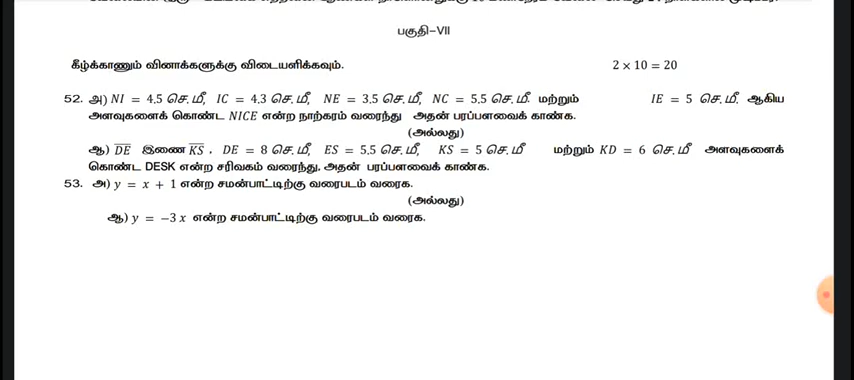 பகுதி-VII
கீழ்க்காணும் வினாக்களுக்கு விடையளிக்கவும். 2 × 10 = 20
52. அ) NI = 4.5 செ.மீ, IC = 4.3 செ.மீ, NE = 3.5 செ.மீ, NC = 5.5 செ.மீ. மற்றும் IE = 5 செ.மீ. ஆகிய
அளவுகளைக் கொண்ட NICE என்ற நாற்கரம் வரைந்து அதன் பரப்பளவைக் காண்க.
(அல்லது)
ஆ) DE இணை KS , DE = 8 செ.மீ, ES = 5.5 செ.மீ, KS = 5 செ.மீ மற்றும் KD = 6 செ.மீ அளவுகளைக்
கொண்ட DESK என்ற சரிவகம் வரைந்து, அதன் பரப்பளவைக் காண்க.
53. அ) y = x + 1 என்ற சமன்பாட்டிற்கு வரைபடம் வரைக.
(அல்லது)
ஆ) y = −3 x என்ற சமன்பாட்டிற்கு வரைபடம் வரைக.